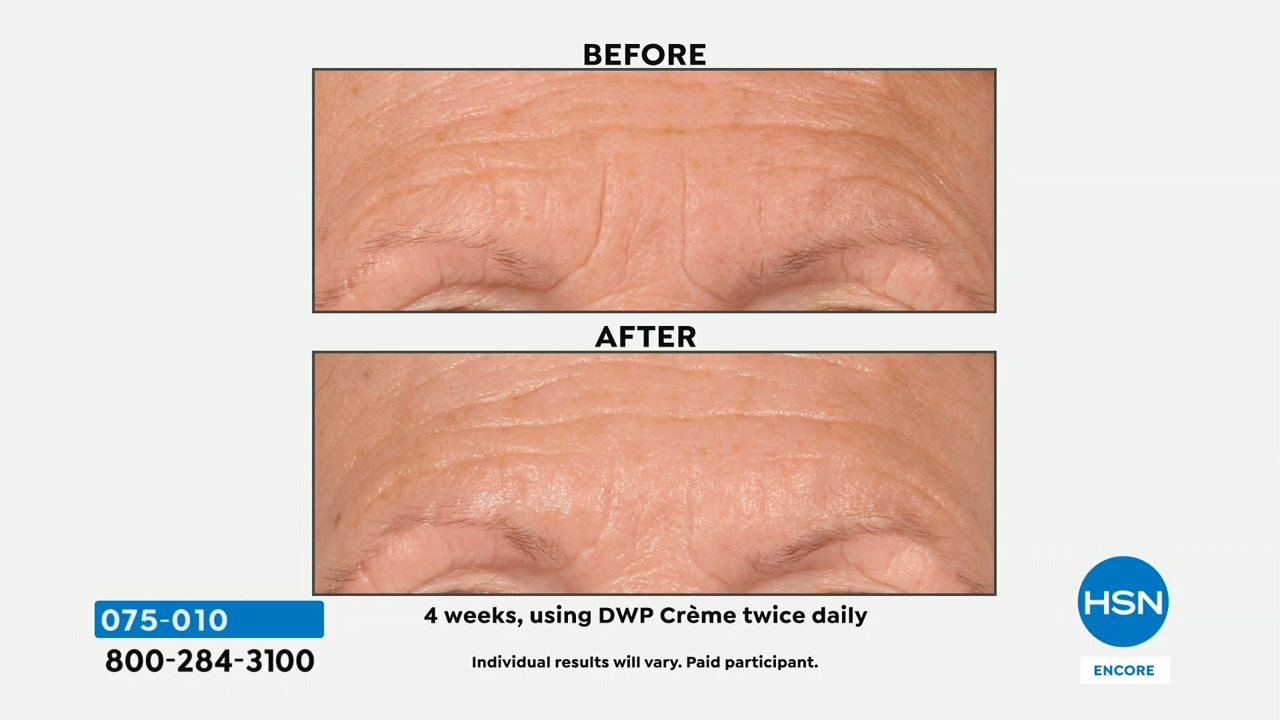 BEFORE
AFTER
4 weeks, using DWP Crème twice daily
Individual results will vary. Paid participant.
075-010
800-284-3100
HSN
ENCORE